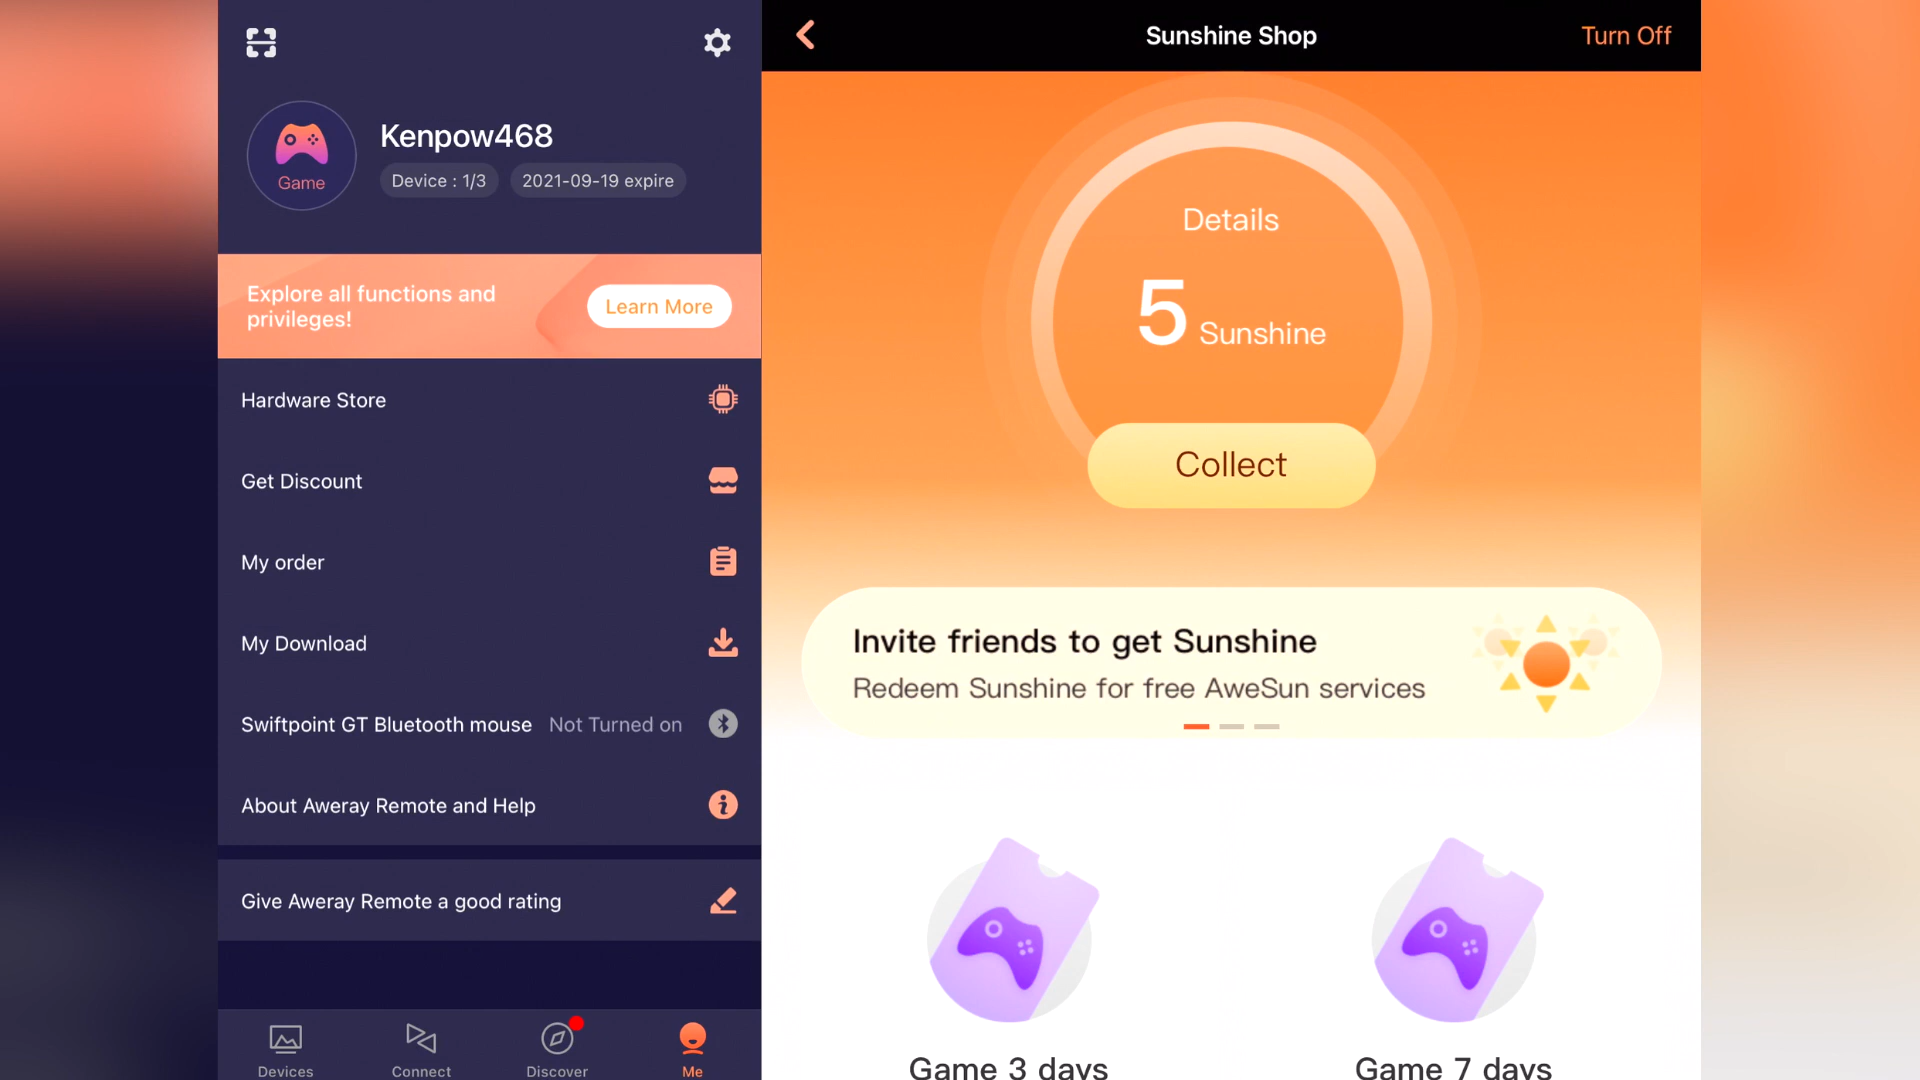 Kenpow468
Game
Device : 1/3
2021-09-19 expire
Explore all functions and
privileges!
Learn More
Hardware Store
Get Discount
My order
My Download
Swiftpoint GT Bluetooth mouse Not Turned on
About Aweray Remote and Help
Give Aweray Remote a good rating
Devices
Connect
Discover
Me
Sunshine Shop
Turn Off
Details
5 Sunshine
Collect
Invite friends to get Sunshine
Redeem Sunshine for free AweSun services
Game 3 days
Game 7 days